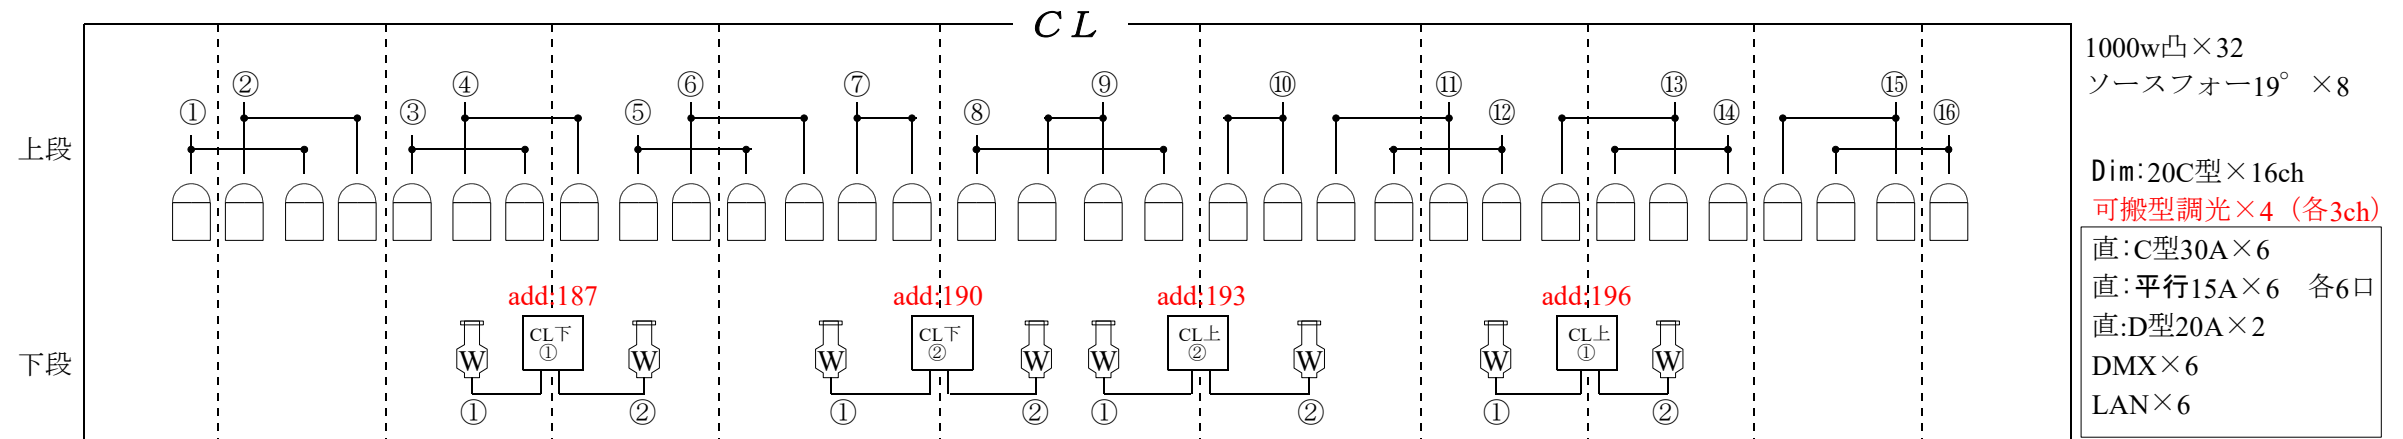 CL
1000w凸×32
ソースフォー19° ×8
② ④ ⑥ ⑦ ⑨ ⑩ ⑪ ⑬ ⑮
① ③ ⑤ ⑧ ⑫ ⑭ ⑯
上段
Dim:20C型×16ch
可搬型調光×4（各3ch）
直:C型30A×6
直:平行15A×6　各6口
直:D型20A×2
DMX×6
LAN×6
add:187 add:190 add:193 add:196
下段
W CL下① W W CL下② W W CL上② W W CL上① W
① ② ① ② ① ② ① ②